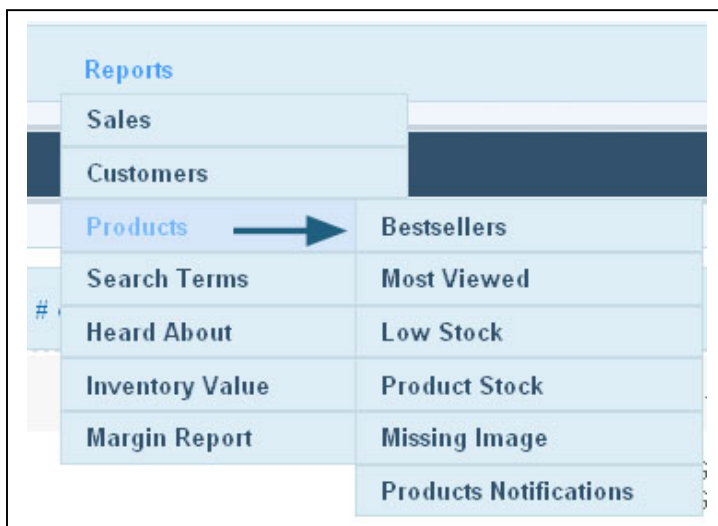 Reports
Sales
Customers
Products
Search Terms
Heard About
Inventory Value
Margin Report
Bestsellers
Most Viewed
Low Stock
Product Stock
Missing Image
Products Notifications
#